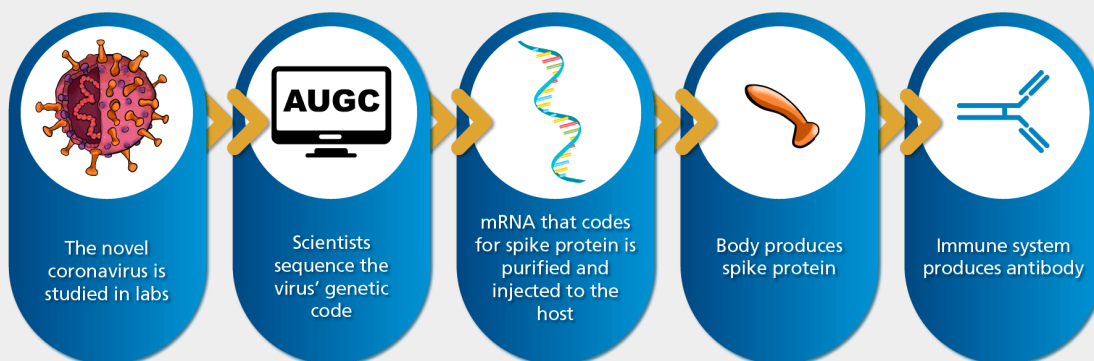 The novel
coronavirus is
studied in labs
AUGC
Scientists
sequence the
virus’ genetic
code
mRNA that codes
for spike protein is
purified and
injected to the
host
Body produces
spike protein
Immune system
produces antibody